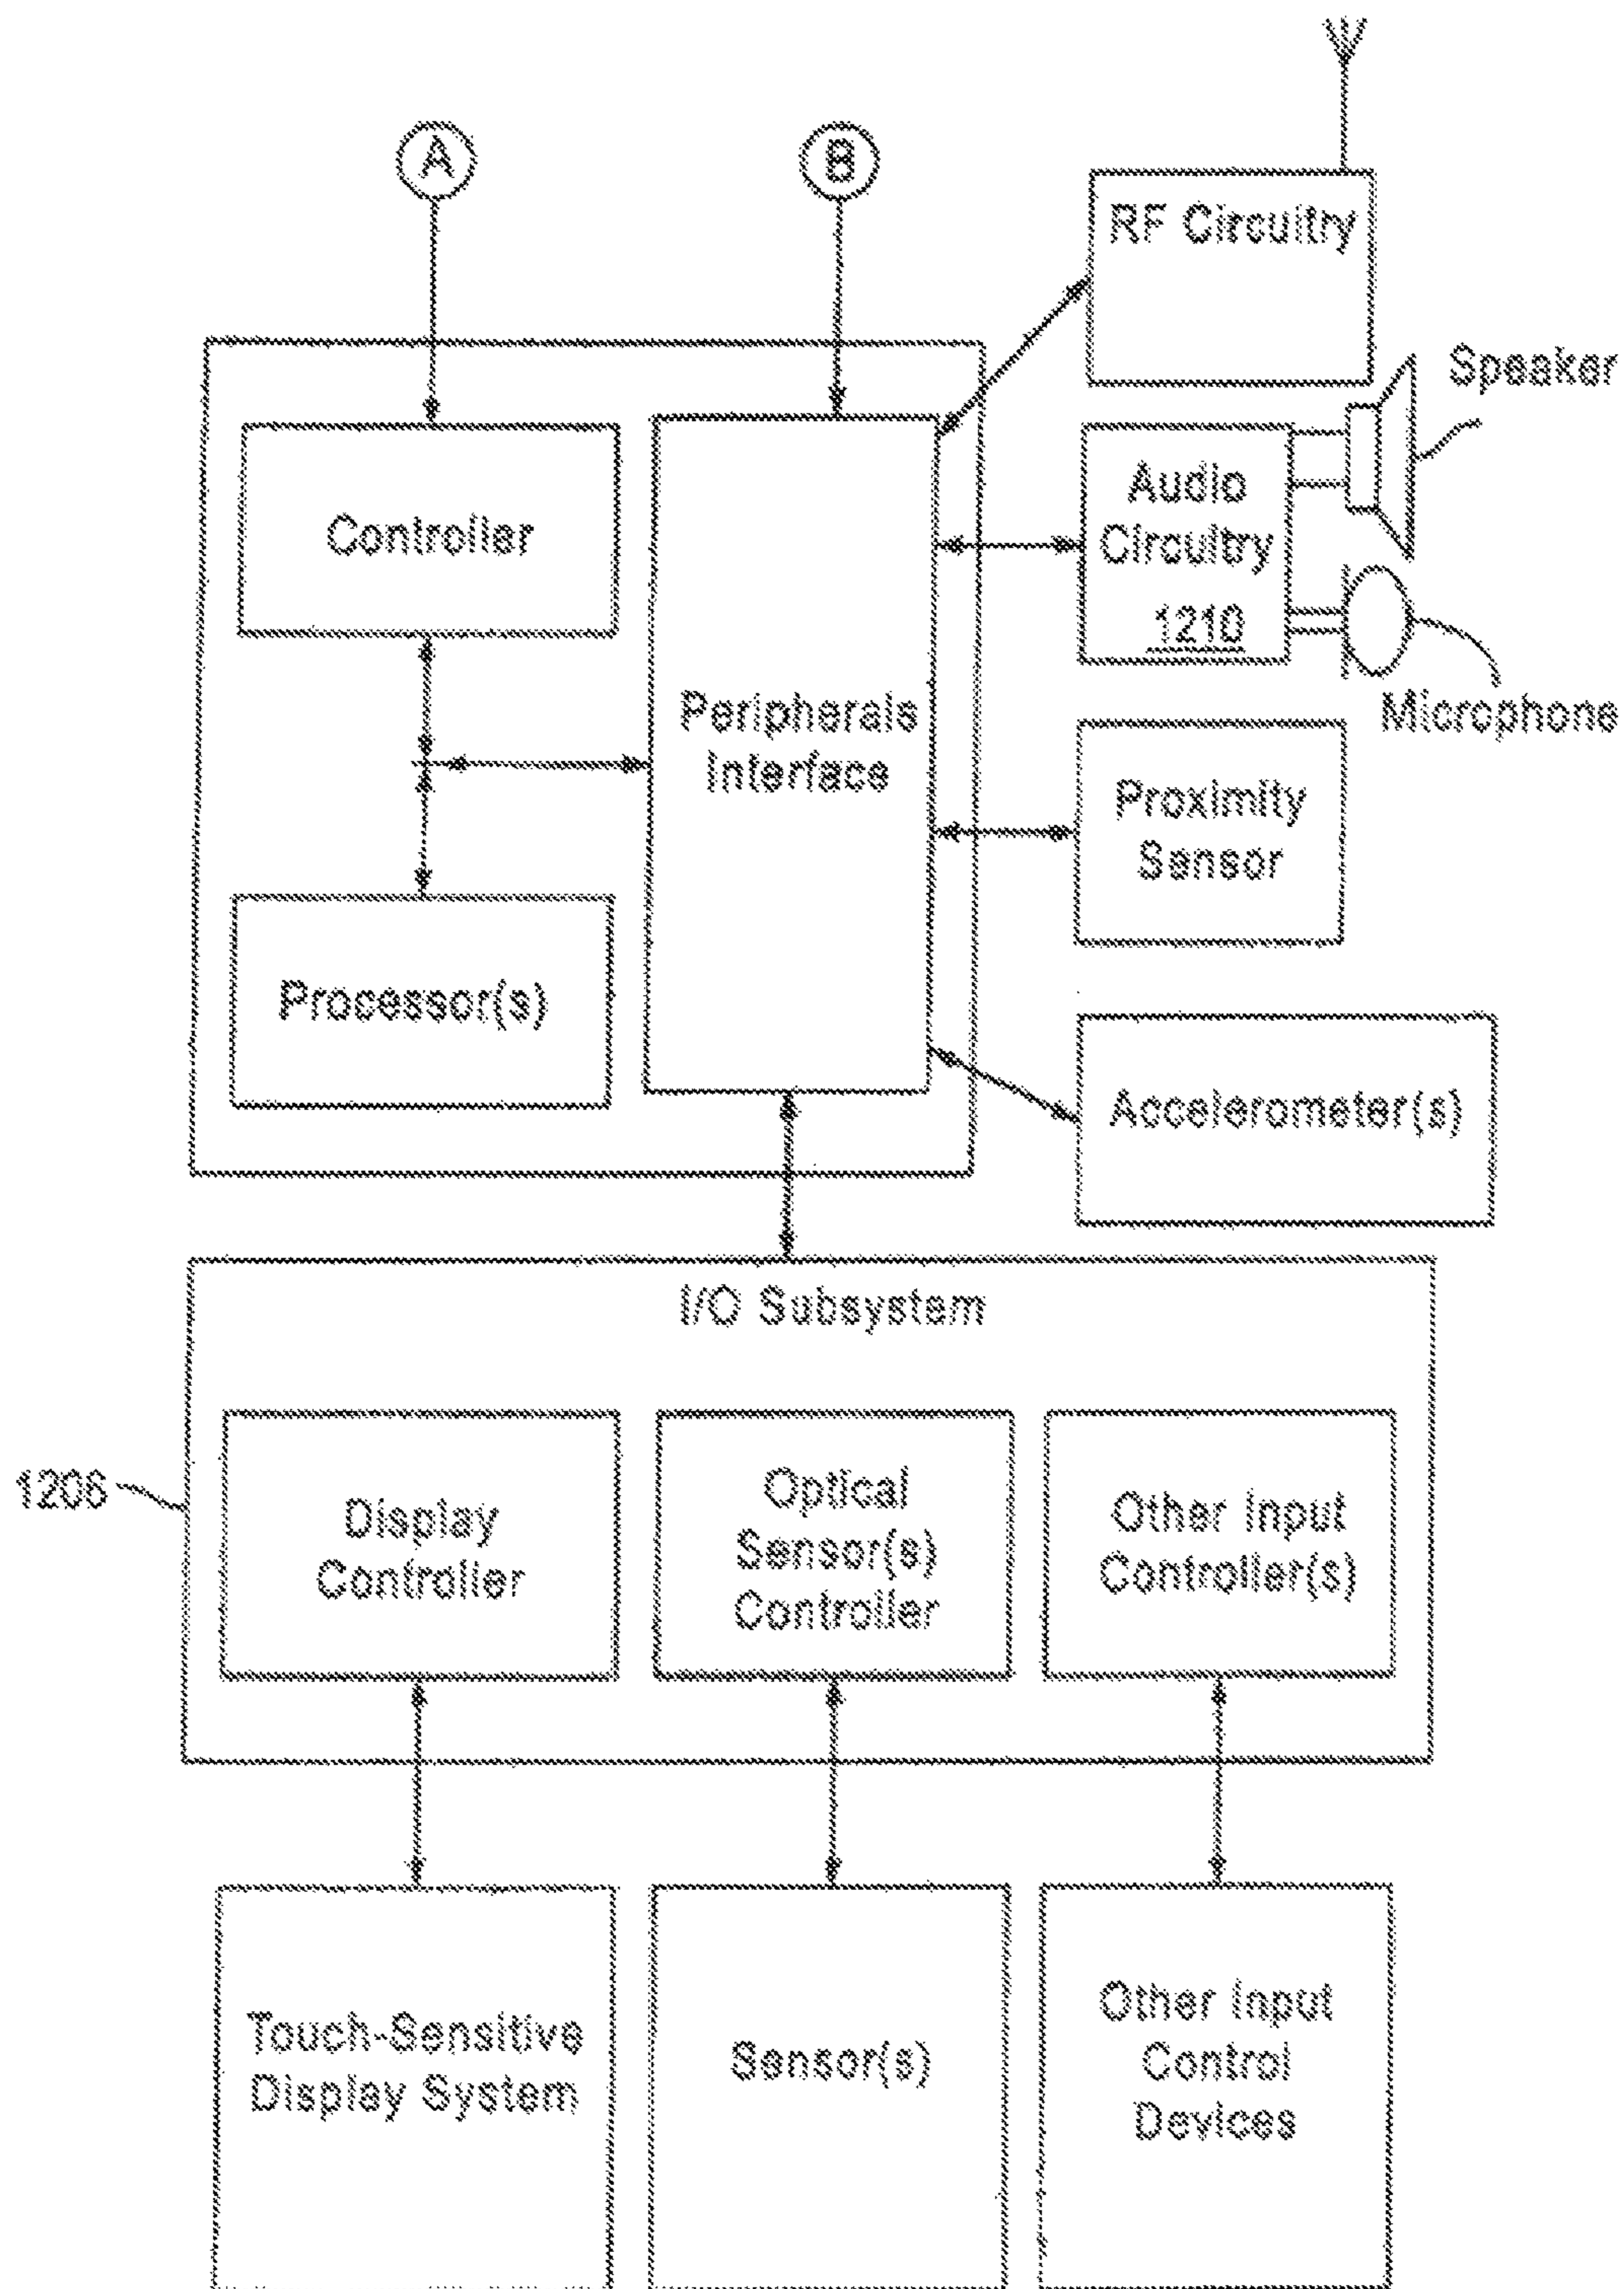 A
B
RF Circuitry
Speaker
Controller
Audio
Circuitry
1210
Microphone
Peripherals
Interface
Proximity
Sensor
Processor(s)
Accelerometer(s)
I/O Subsystem
1206
Display
Controller
Optical
Sensor(s)
Controller
Other Input
Controller(s)
Touch-Sensitive
Display System
Sensor(s)
Other Input
Control
Devices